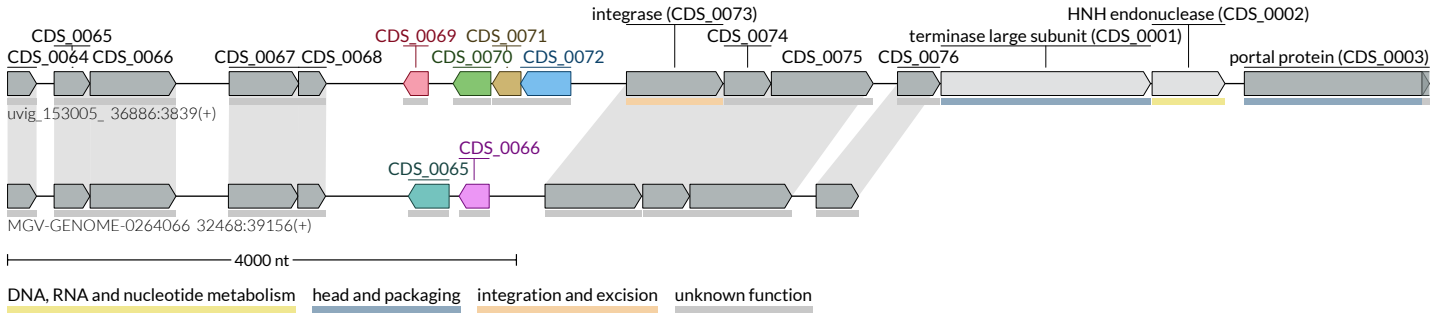 integrase (CDS_0073) HNH endonuclease (CDS_0002)
CDS_0065 CDS_0069 CDS_0071 CDS_0074 terminase large subunit (CDS_0001)
CDS_0064 CDS_0066 CDS_0067 CDS_0068 CDS_0070 CDS_0072 CDS_0075 CDS_0076 portal protein (CDS_0003)
uvig_153005_ 36886:3839(+)
CDS_0066
CDS_0065
MGV-GENOME-0264066 32468:39156(+)
4000 nt
DNA, RNA and nucleotide metabolism head and packaging integration and excision unknown function